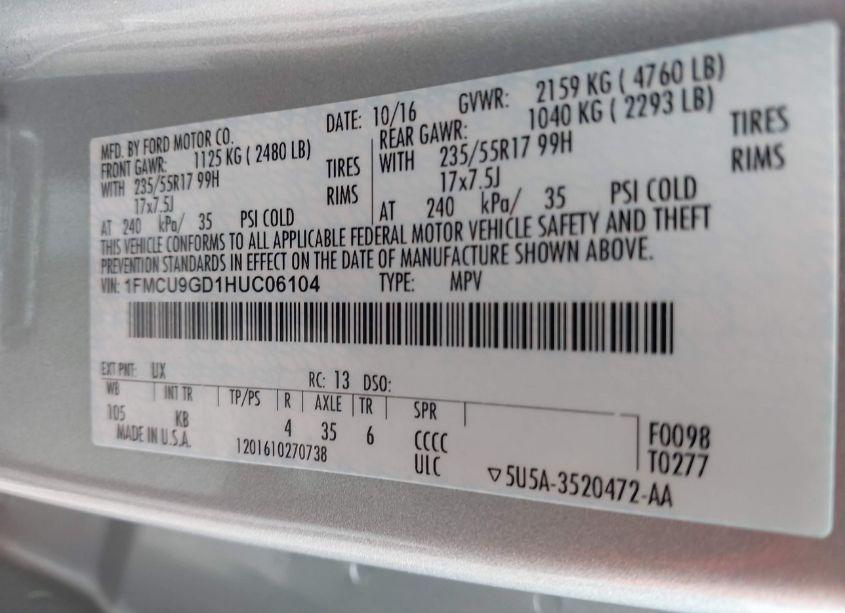 MFD. BY FORD MOTOR CO. DATE: 10/16 GVWR: 2159 KG ( 4760 LB)
FRONT GAWR: 1125 KG ( 2480 LB) REAR GAWR: 1040 KG ( 2293 LB)
WITH 235/55R17 99H TIRES WITH 235/55R17 99H TIRES
17x7.5J RIMS 17x7.5J RIMS
AT 240 kPa/ 35 PSI COLD AT 240 kPa/ 35 PSI COLD
THIS VEHICLE CONFORMS TO ALL APPLICABLE FEDERAL MOTOR VEHICLE SAFETY AND THEFT
PREVENTION STANDARDS IN EFFECT ON THE DATE OF MANUFACTURE SHOWN ABOVE.
VIN: 1FMCU9GD1HUC06104 TYPE: MPV
EXT PNT: UX RC: 13 DSO:
WB INT TR TP/PS R AXLE TR SPR
105 KB 4 35 6 CCCC F0098
MADE IN U.S.A. 1201610270738 ULC T0277
▽5U5A-3520472-AA